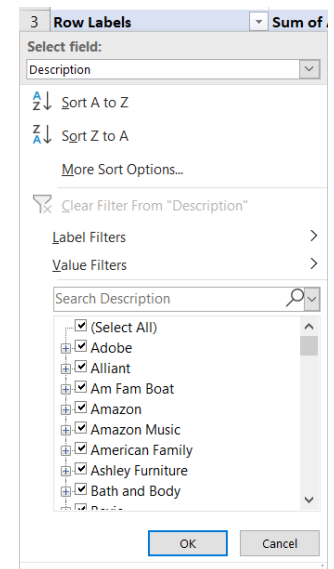 3 Row Labels Sum of
Select field:
Description
A Z Sort A to Z
Z A Sort Z to A
More Sort Options...
Clear Filter From "Description"
Label Filters
Value Filters
Search Description
(Select All)
Adobe
Alliant
Am Fam Boat
Amazon
Amazon Music
American Family
Ashley Furniture
Bath and Body
OK Cancel